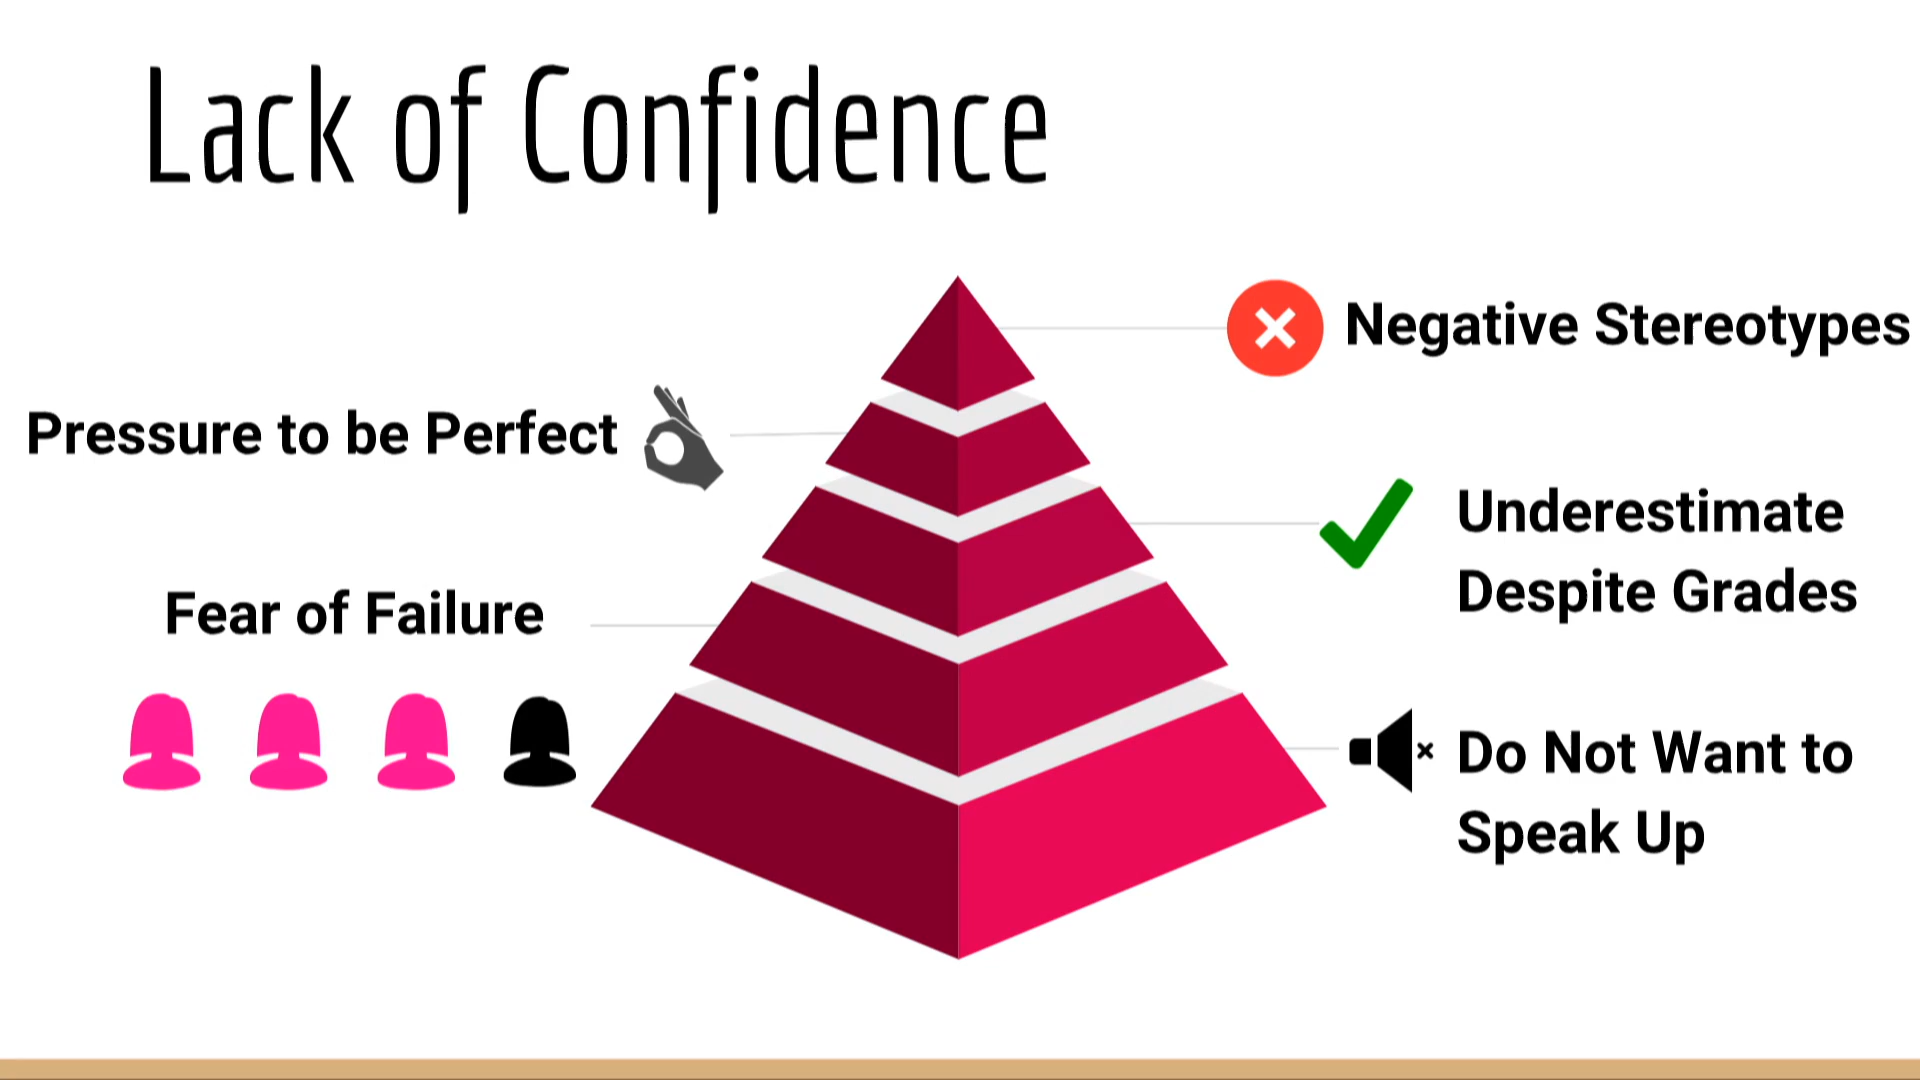 Lack of Confidence
Negative Stereotypes
Pressure to be Perfect
Underestimate
Despite Grades
Fear of Failure
Do Not Want to
Speak Up